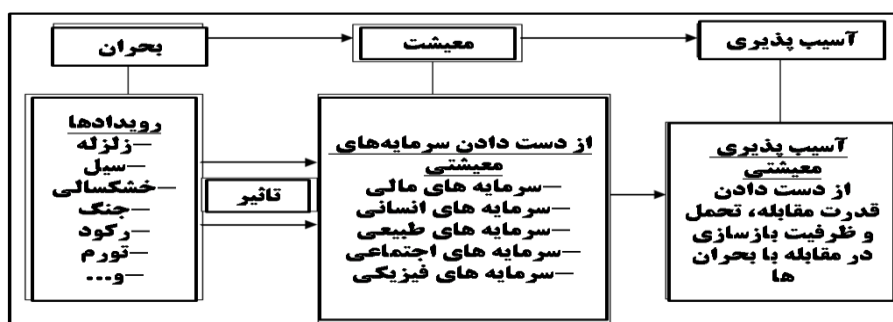 بحران
معیشت
آسیب پذیری
رویدادها
–زلزله
–سیل
–خشکسالی
–جنگ
–رکود
–تورم
–و...
تاثیر
از دست دادن سرمایه‌های
معیشتی
–سرمایه های مالی
–سرمایه های انسانی
–سرمایه های طبیعی
–سرمایه های اجتماعی
–سرمایه های فیزیکی
آسیب پذیری
معیشتی
از دست دادن
قدرت مقابله، تحمل
و ظرفیت بازسازی
در مقابله با بحران
ها